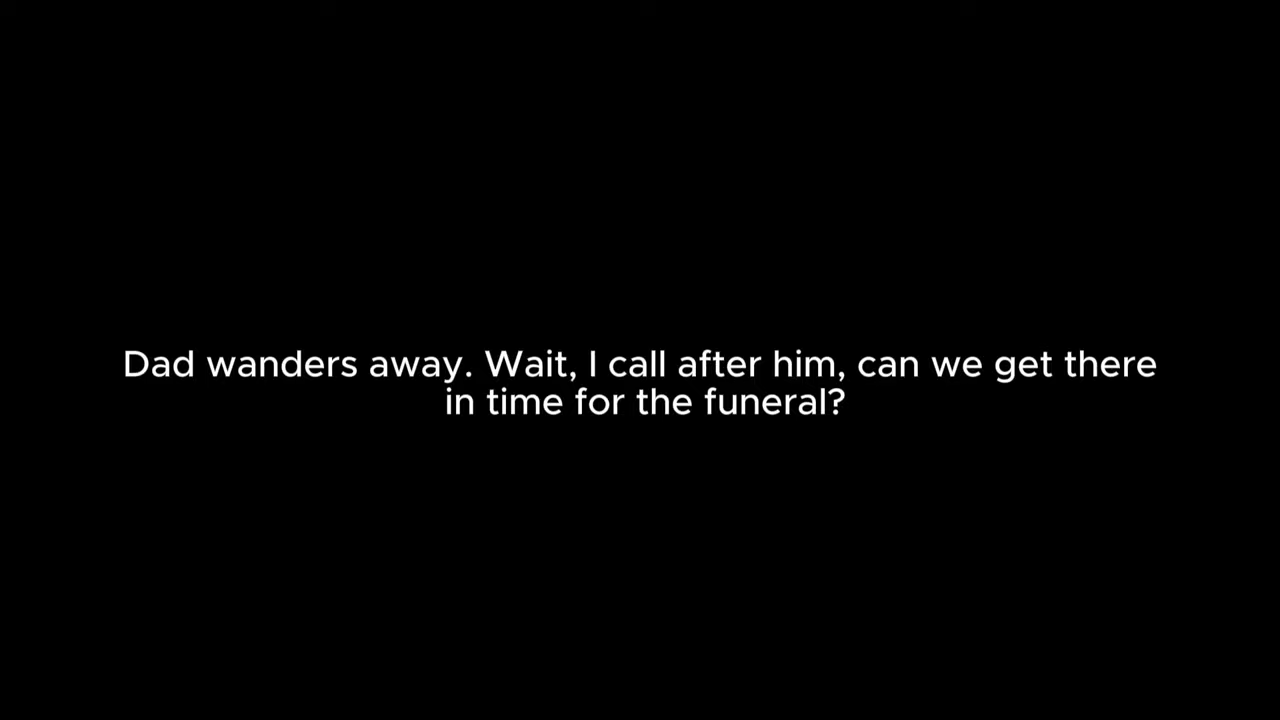 Dad wanders away. Wait, I call after him, can we get there
in time for the funeral?